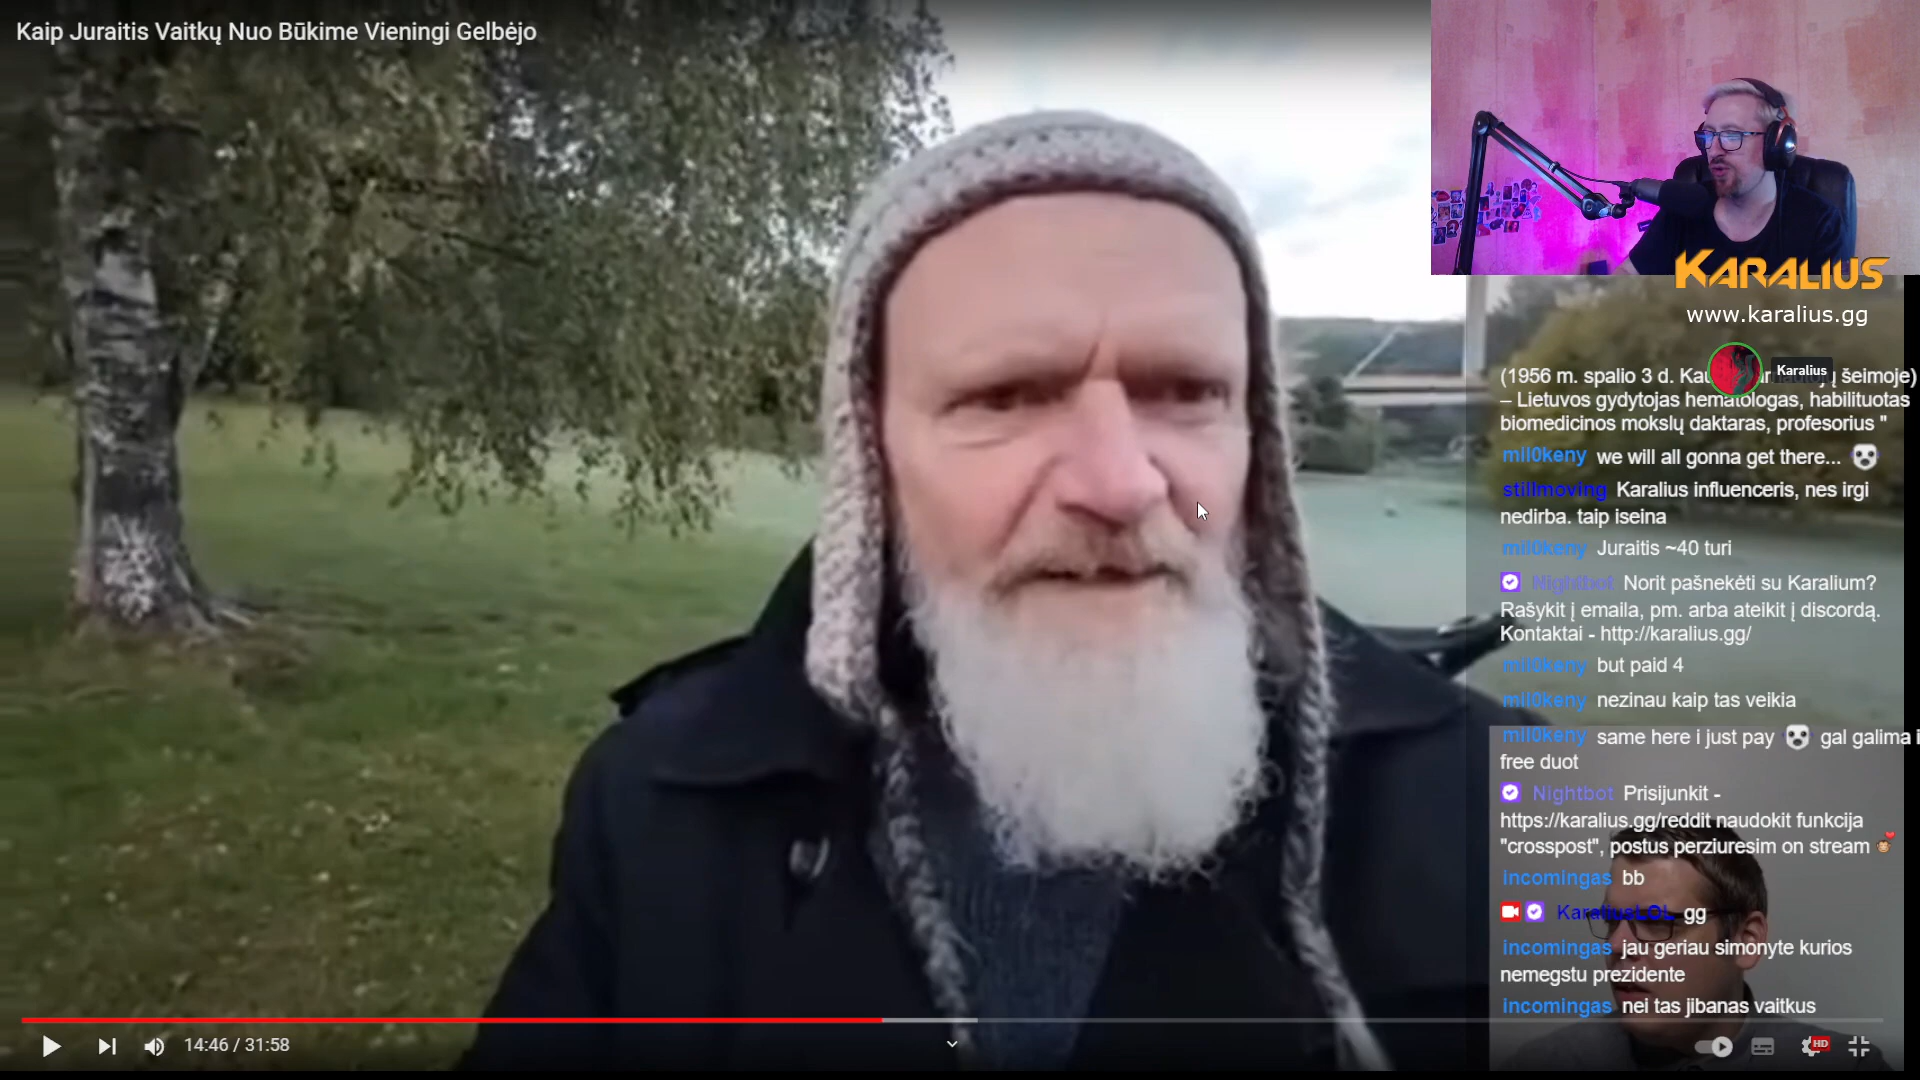 Kaip Juraitis Vaitkų Nuo Būkime Vieningi Gelbėjo
KARALIUS
www.karalius.gg
Karalius
(1956 m. spalio 3 d. šeimoje)
– Lietuvos gydytojas hematologas, habilituotas
biomedicinos mokslų daktaras, profesorius "
mil0keny we will all gonna get there...
stillmoving Karalius influenceris, nes irgi
nedirba. taip iseina
mil0keny Juraitis ~40 turi
Nightbot Norit pašnekėti su Karalium?
Rašykit į emaila, pm. arba ateikit į discordą.
Kontaktai - http://karalius.gg/
mil0keny but paid 4
mil0keny nezinau kaip tas veikia
mil0keny same here i just pay gal galima i
free duot
Nightbot Prisijunkit -
https://karalius.gg/reddit naudokit funkcija
"crosspost", postus perziuresim on stream
incomingas bb
KaraliusLOL gg
incomingas jau geriau simonyte kurios
nemegstu prezidente
incomingas nei tas jibanas vaitkus
14:46 / 31:58
HD